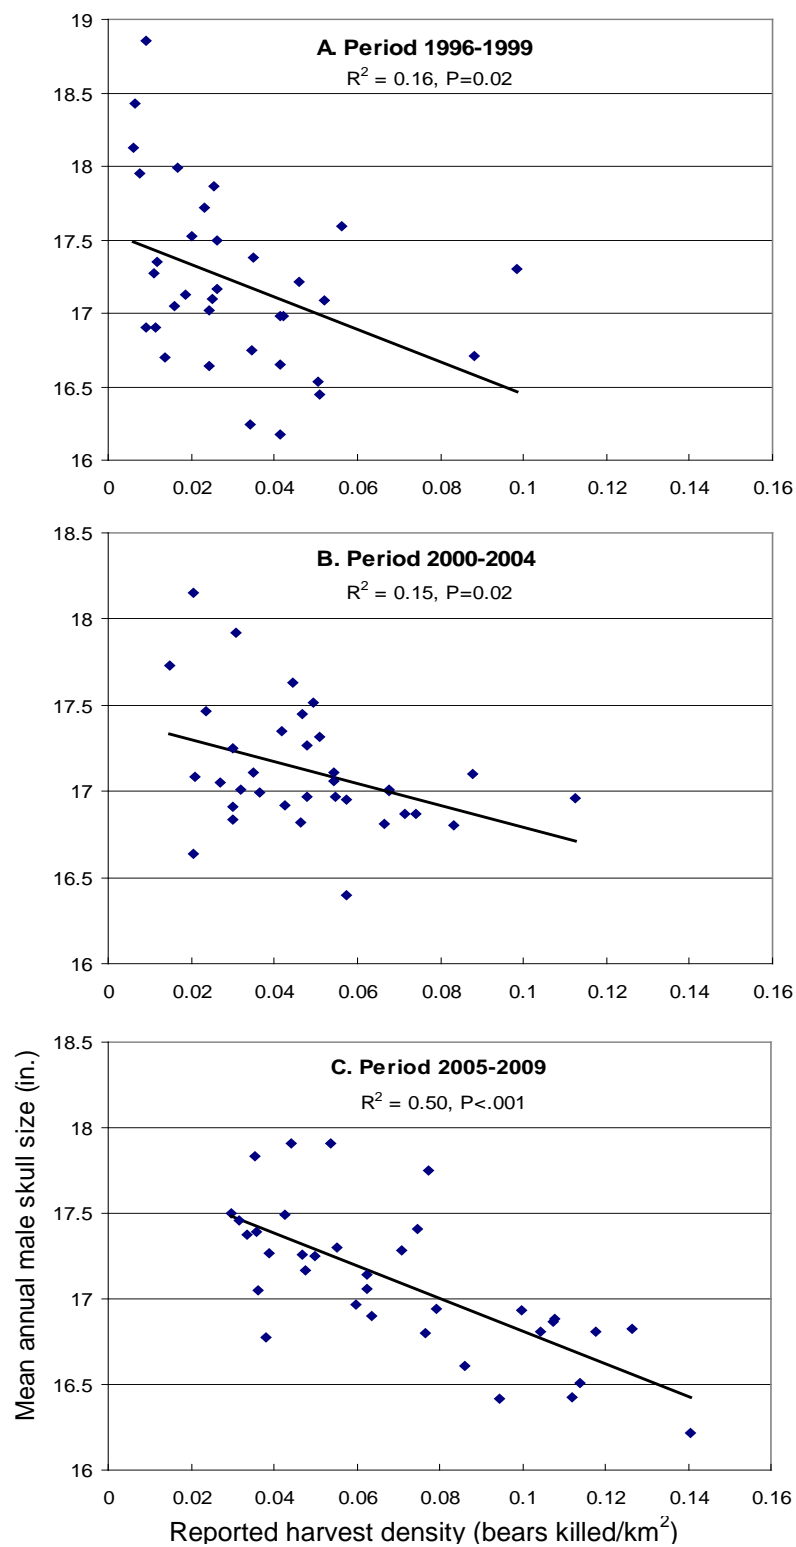 19
18.5
18
17.5
17
16.5
16
A. Period 1996-1999
R² = 0.16, P=0.02
0 0.02 0.04 0.06 0.08 0.1 0.12 0.14 0.16
18.5
18
17.5
17
16.5
16
B. Period 2000-2004
R² = 0.15, P=0.02
0 0.02 0.04 0.06 0.08 0.1 0.12 0.14 0.16
Mean annual male skull size (in.)
18.5
18
17.5
17
16.5
16
C. Period 2005-2009
R² = 0.50, P<.001
0 0.02 0.04 0.06 0.08 0.1 0.12 0.14 0.16
Reported harvest density (bears killed/km²)